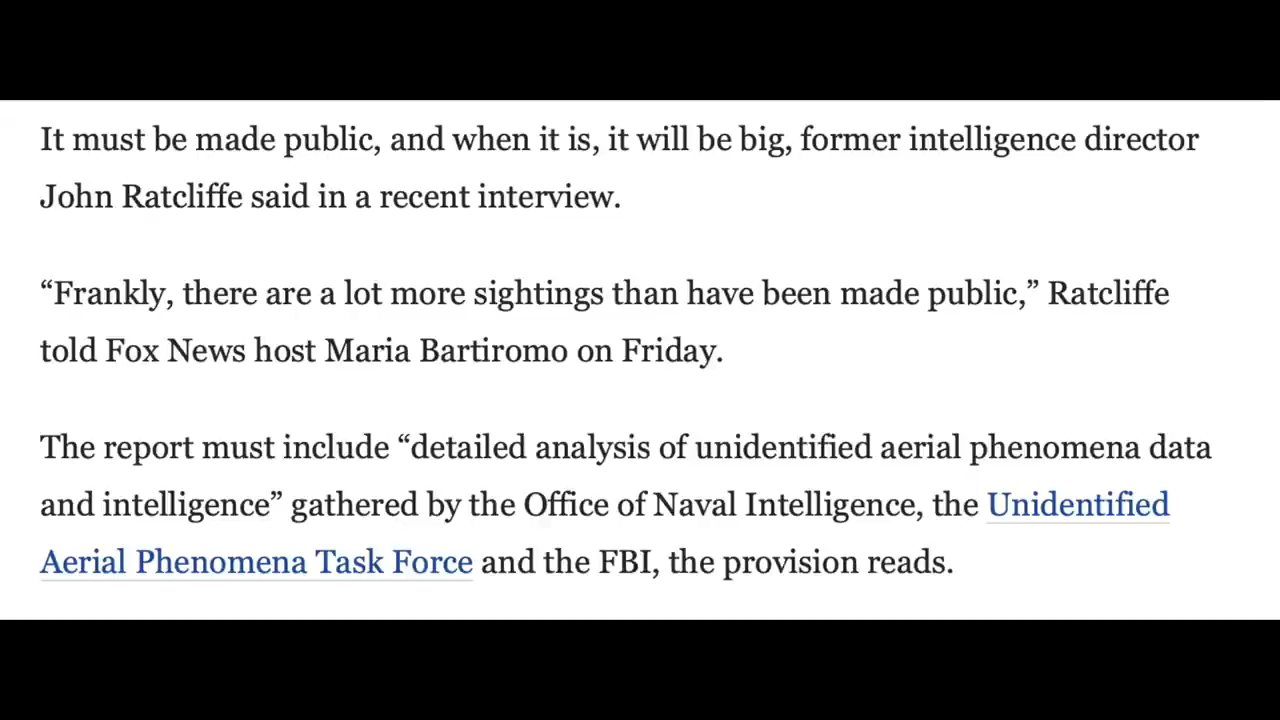 It must be made public, and when it is, it will be big, former intelligence director
John Ratcliffe said in a recent interview.
“Frankly, there are a lot more sightings than have been made public,” Ratcliffe
told Fox News host Maria Bartiromo on Friday.
The report must include “detailed analysis of unidentified aerial phenomena data
and intelligence” gathered by the Office of Naval Intelligence, the Unidentified
Aerial Phenomena Task Force and the FBI, the provision reads.